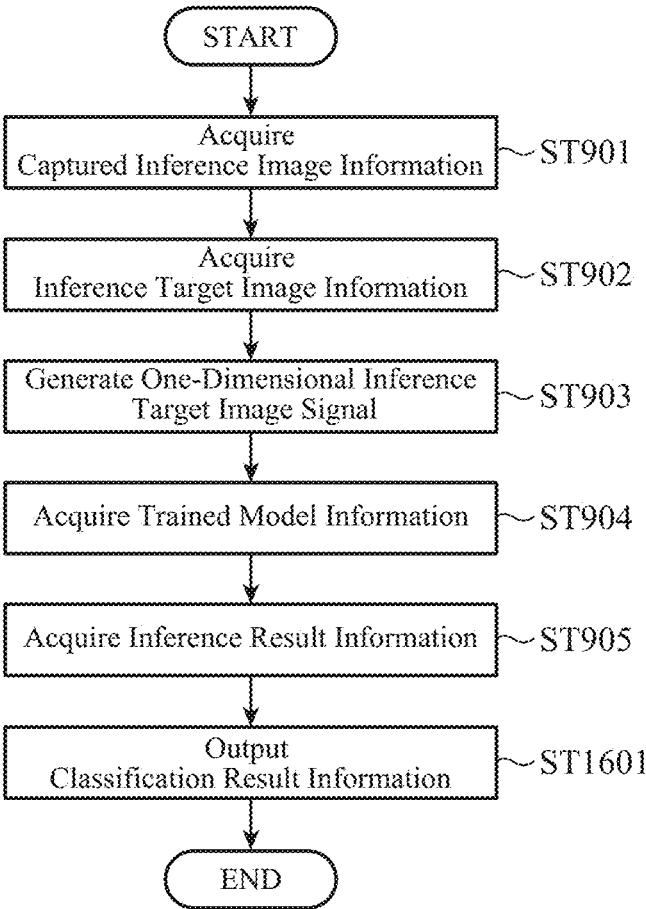 START
Acquire
Captured Inference Image Information
ST901
Acquire
Inference Target Image Information
ST902
Generate One-Dimensional Inference
Target Image Signal
ST903
Acquire Trained Model Information
ST904
Acquire Inference Result Information
ST905
Output
Classification Result Information
ST1601
END